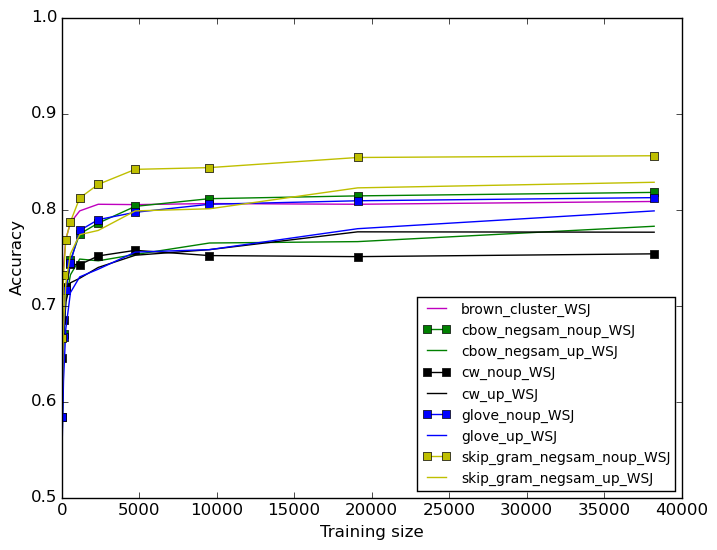 1.0
0.9
0.8
0.7
0.6
0.5
Accuracy
brown_cluster_WSJ
cbow_negsam_noup_WSJ
cbow_negsam_up_WSJ
cw_noup_WSJ
cw_up_WSJ
glove_noup_WSJ
glove_up_WSJ
skip_gram_negsam_noup_WSJ
skip_gram_negsam_up_WSJ
0 5000 10000 15000 20000 25000 30000 35000 40000
Training size